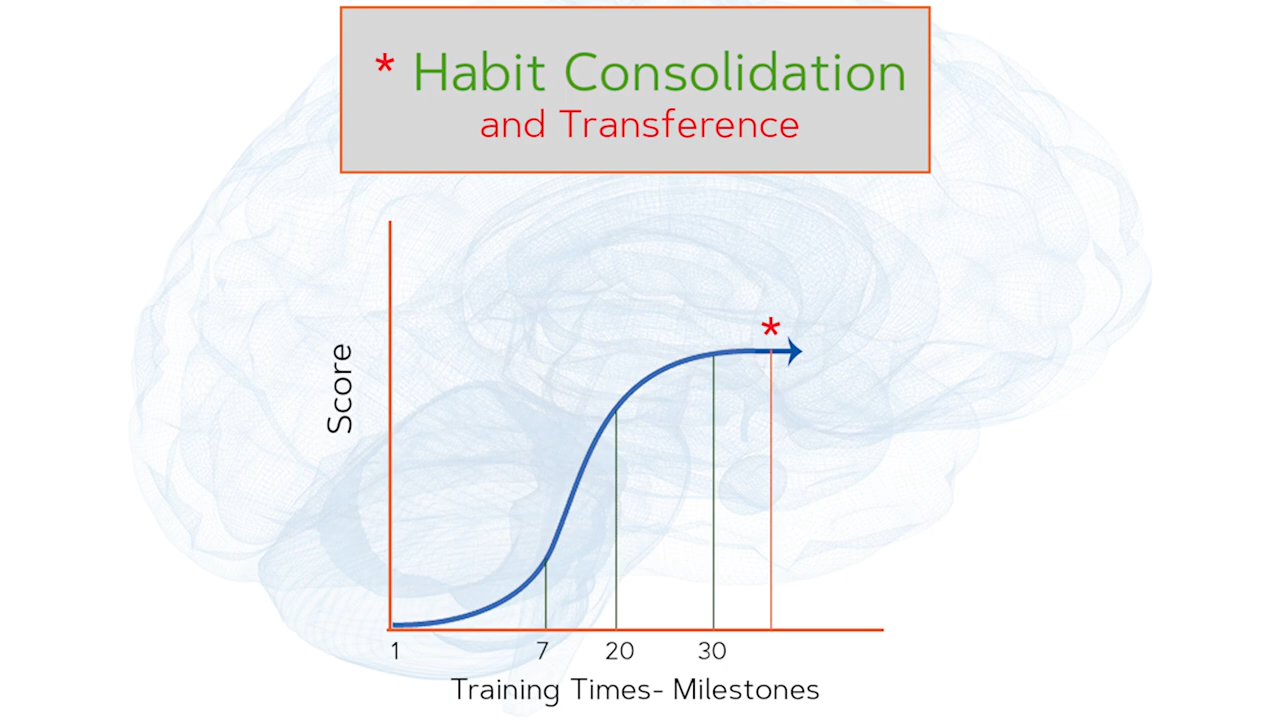 * Habit Consolidation
and Transference
*
Score
1 7 20 30
Training Times- Milestones